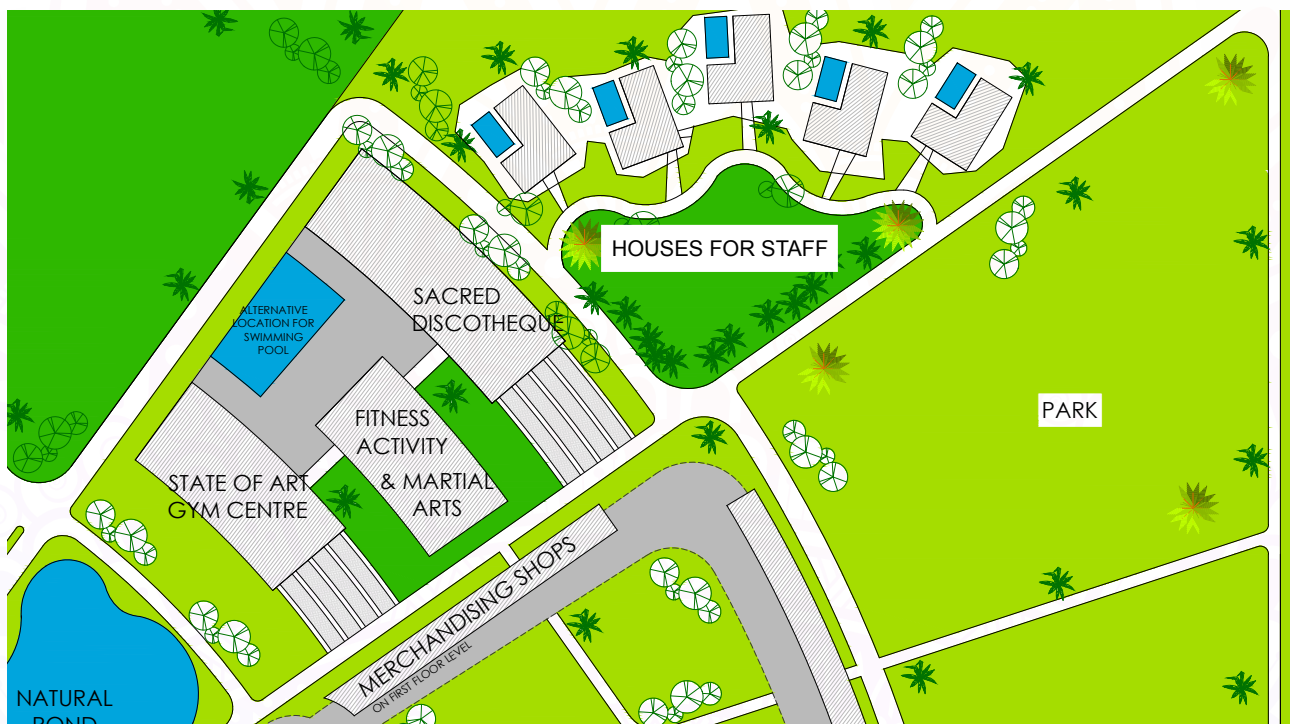 HOUSES FOR STAFF
SACRED
DISCOTHEQUE
ALTERNATIVE
LOCATION FOR
SWIMMING
POOL
PARK
FITNESS
ACTIVITY
& MARTIAL
ARTS
STATE OF ART
GYM CENTRE
MERCHANDISING SHOPS
ON FIRST FLOOR LEVEL
NATURAL
POND